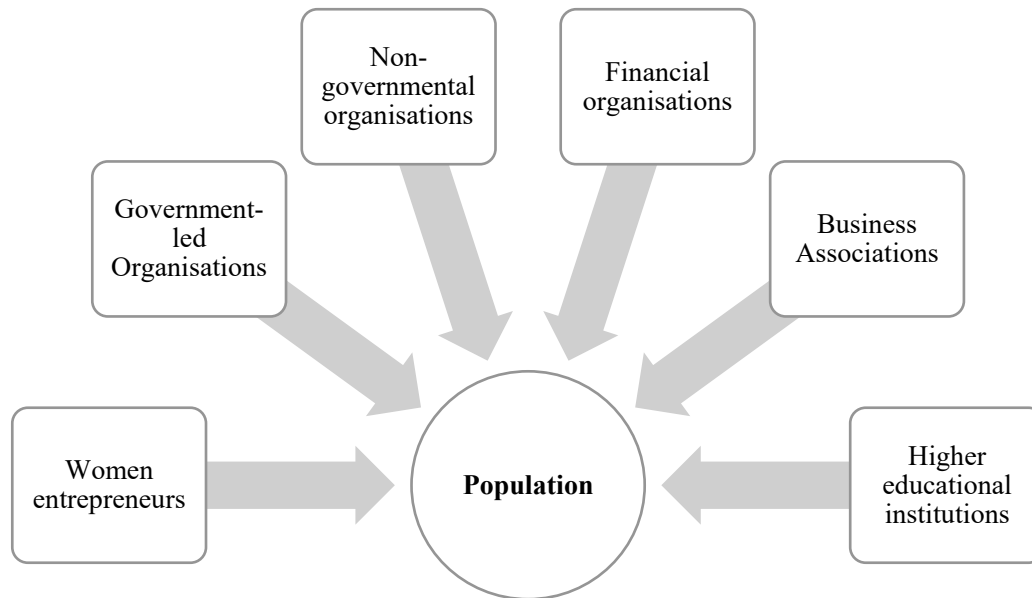 Non-
governmental
organisations
Financial
organisations
Government-
led
Organisations
Business
Associations
Women
entrepreneurs
Population
Higher
educational
institutions